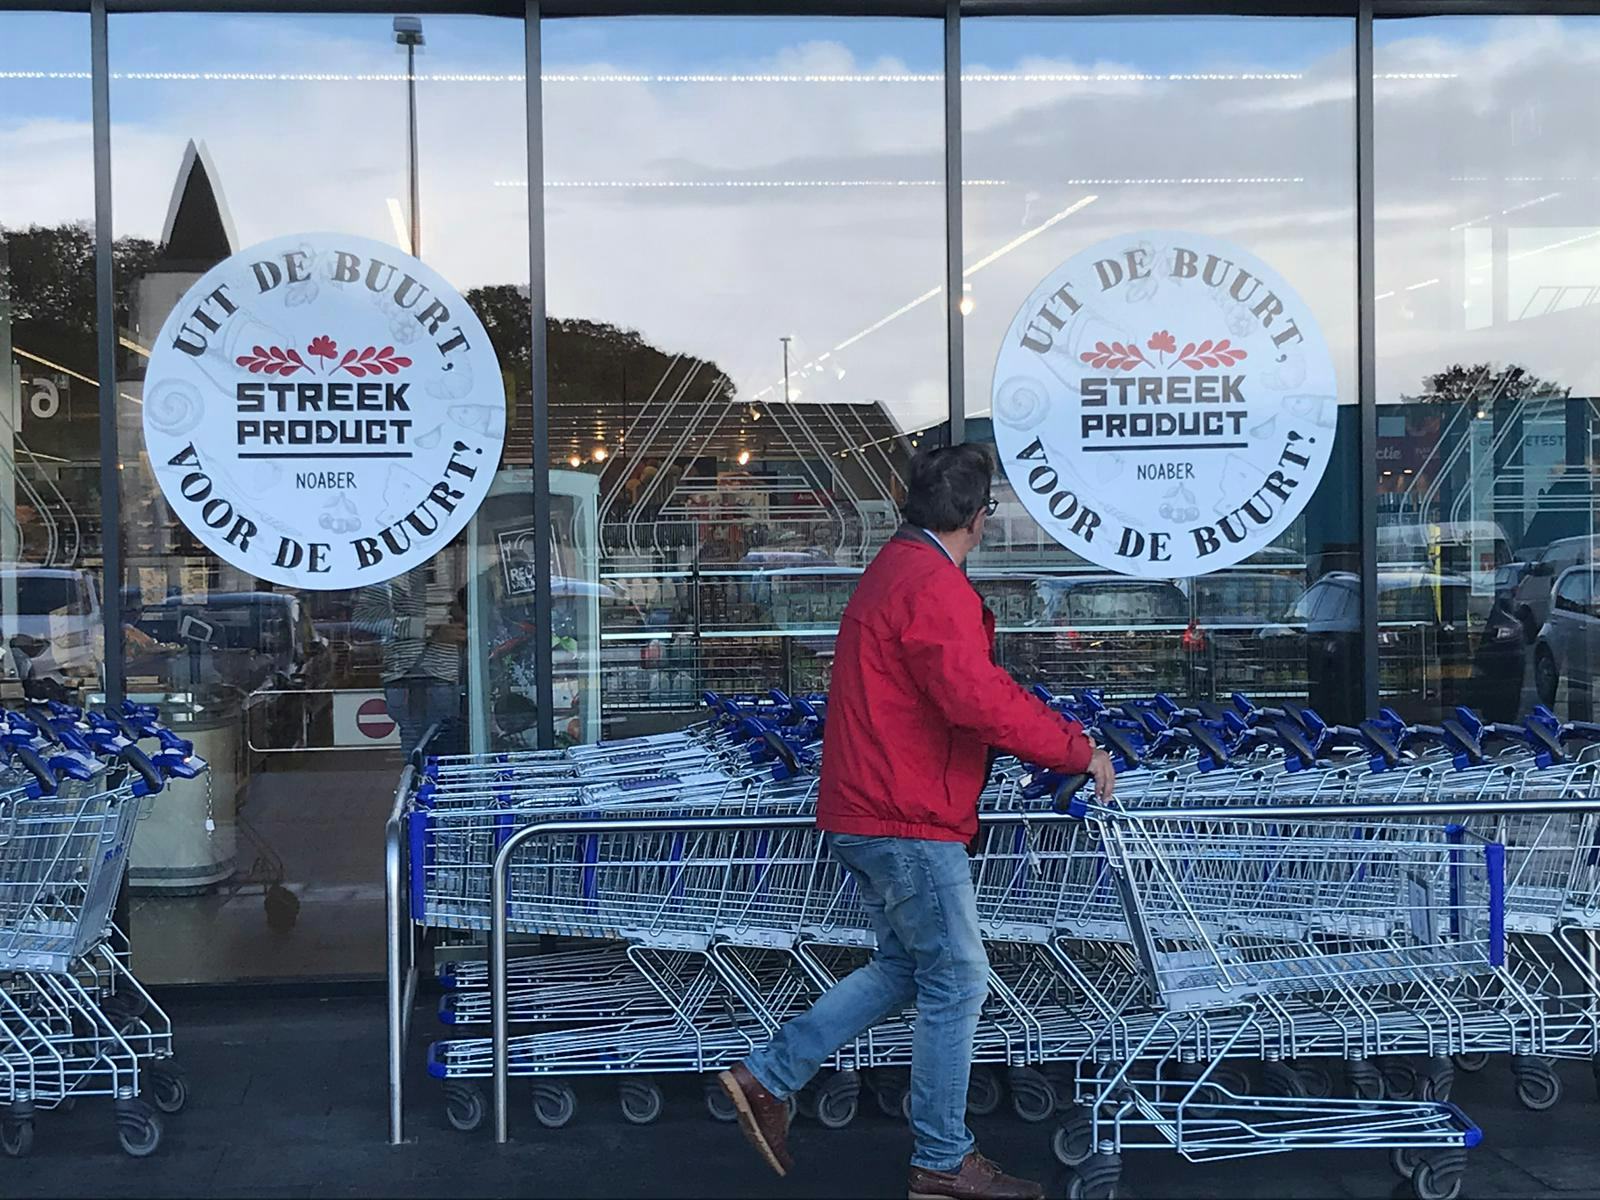 UIT DE BUURT,
STREEK
PRODUCT
NOABER
VOOR DE BUURT!
UIT DE BUURT,
STREEK
PRODUCT
NOABER
VOOR DE BUURT!